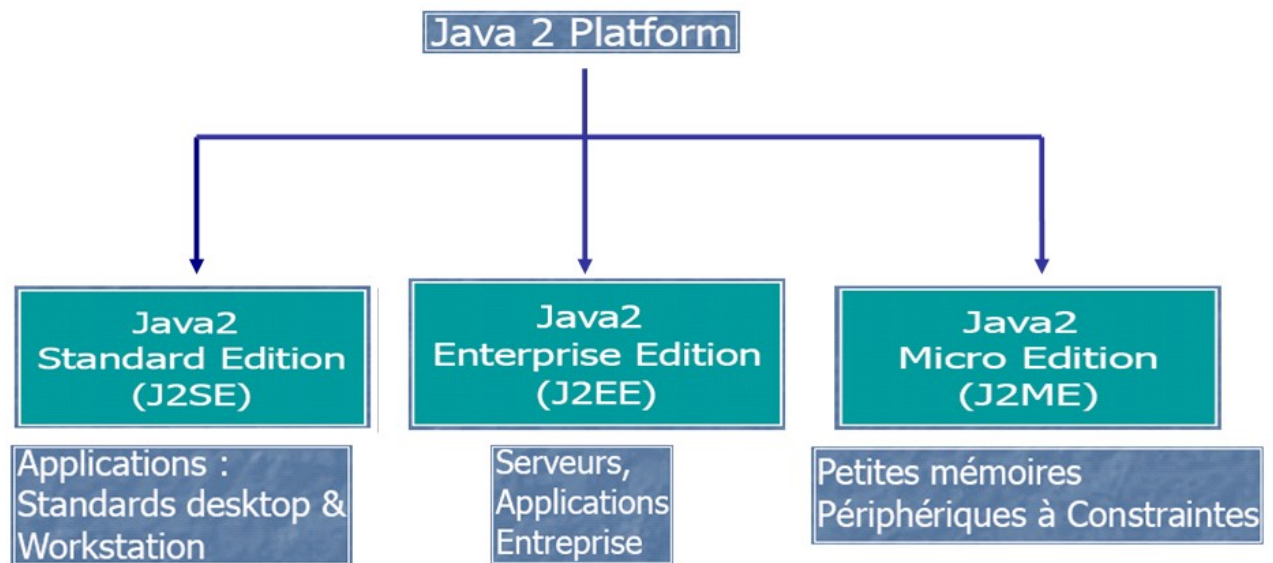 Java 2 Platform
Java2
Standard Edition
(J2SE)
Java2
Enterprise Edition
(J2EE)
Java2
Micro Edition
(J2ME)
Applications :
Standards desktop &
Workstation
Serveurs,
Applications
Entreprise
Petites mémoires
Périphériques à Constraintes